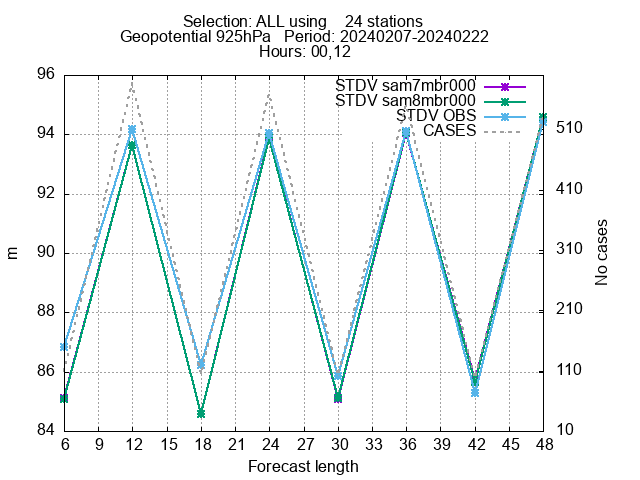 Selection: ALL using    24 stations
Geopotential 925hPa   Period: 20240207-20240222
Hours: 00,12
STDV sam7mbr000
STDV sam8mbr000
STDV OBS
CASES
96
94
92
90
88
86
84
510
410
310
210
110
10
m
No cases
6 9 12 15 18 21 24 27 30 33 36 39 42 45 48
Forecast length